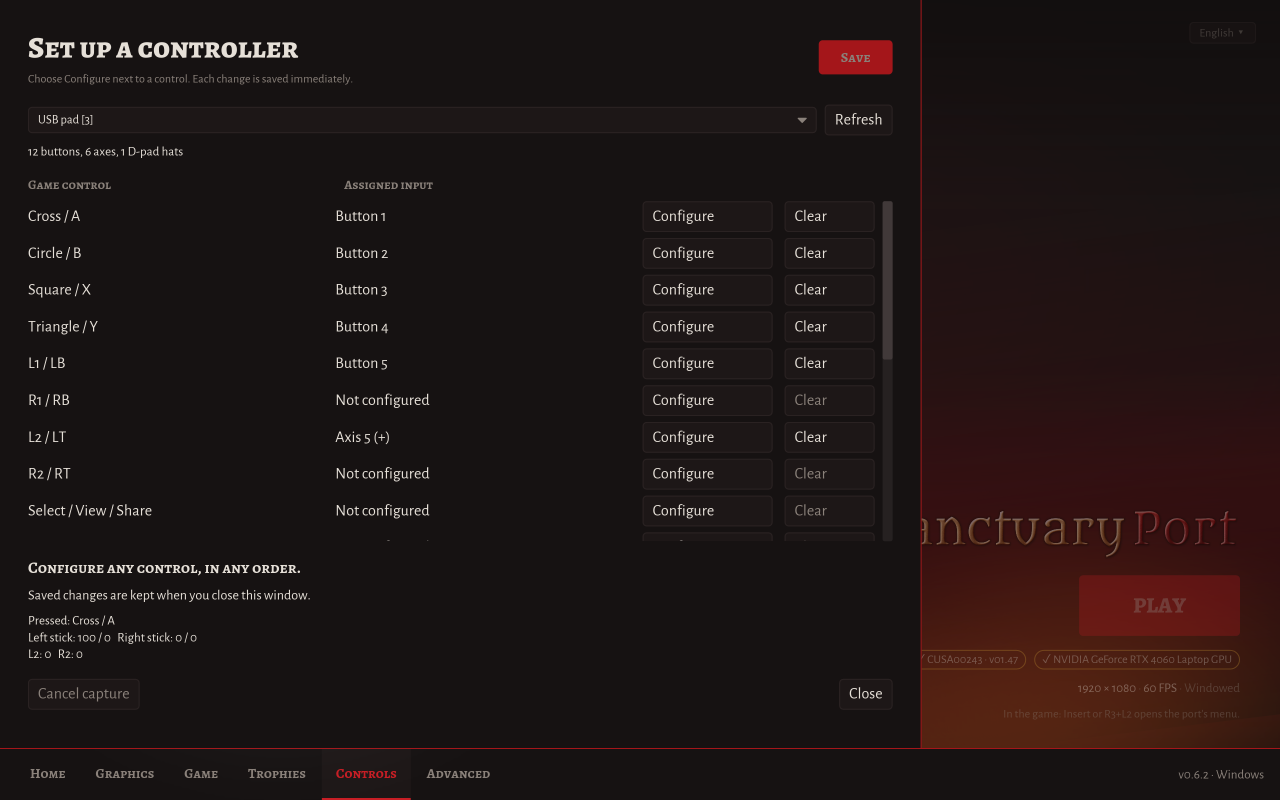 Set up a controller
Choose Configure next to a control. Each change is saved immediately.
Save
English
USB pad [3]
Refresh
12 buttons, 6 axes, 1 D-pad hats
Game control Assigned input
Cross / A Button 1 Configure Clear
Circle / B Button 2 Configure Clear
Square / X Button 3 Configure Clear
Triangle / Y Button 4 Configure Clear
L1 / LB Button 5 Configure Clear
R1 / RB Not configured Configure Clear
L2 / LT Axis 5 (+) Configure Clear
R2 / RT Not configured Configure Clear
Select / View / Share Not configured Configure Clear
Configure any control, in any order.
Saved changes are kept when you close this window.
Pressed: Cross / A
Left stick: 100 / 0 Right stick: 0 / 0
L2: 0 R2: 0
Cancel capture
Close
anctuary Port
PLAY
✓ CUSA00243 · v01.47
✓ NVIDIA GeForce RTX 4060 Laptop GPU
1920 × 1080 · 60 FPS · Windowed
In the game: Insert or R3+L2 opens the port's menu.
Home Graphics Game Trophies Controls Advanced
v0.6.2 · Windows